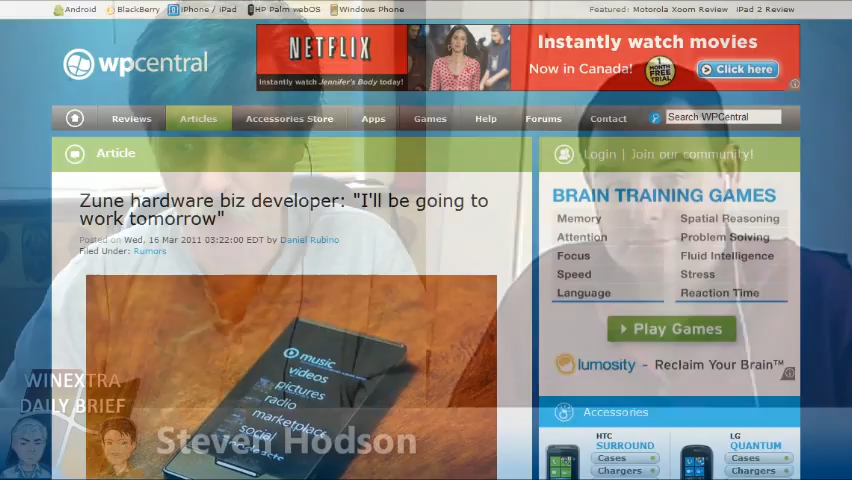 Android
BlackBerry
iPhone / iPad
HP Palm webOS
Windows Phone
Featured: Motorola Xoom Review
iPad 2 Review
wpcentral
NETFLIX
Instantly watch Jennifer's Body today!
Instantly watch movies
Now in Canada!
1 MONTH FREE TRIAL
Click here
Reviews
Articles
Accessories Store
Apps
Games
Help
Forums
Contact
Search WPCentral
Article
Login | Join our community!
Zune hardware biz developer: "I'll be going to
work tomorrow"
Posted on Wed, 16 Mar 2011 03:22:00 EDT by Daniel Rubino
Filed Under: Rumors
music
videos
pictures
radio
marketplace
social
BRAIN TRAINING GAMES
Memory
Spatial Reasoning
Attention
Problem Solving
Focus
Fluid Intelligence
Speed
Stress
Language
Reaction Time
Play Games
lumosity - Reclaim Your Brain™
Accessories
HTC
SURROUND
Cases
Chargers
LG
QUANTUM
Cases
Chargers
WINEXTRA
DAILY BRIEF
Steven Hodson